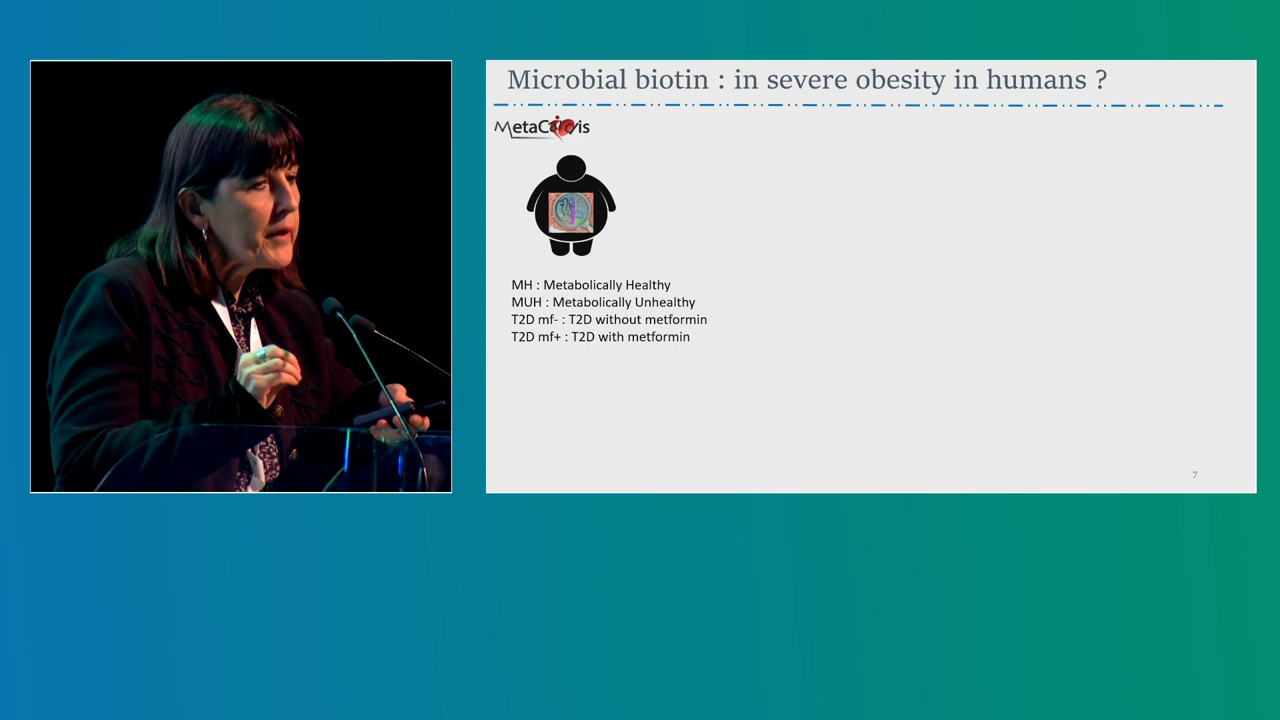 Microbial biotin : in severe obesity in humans ?
MetaCardis
MH : Metabolically Healthy
MUH : Metabolically Unhealthy
T2D mf- : T2D without metformin
T2D mf+ : T2D with metformin
7